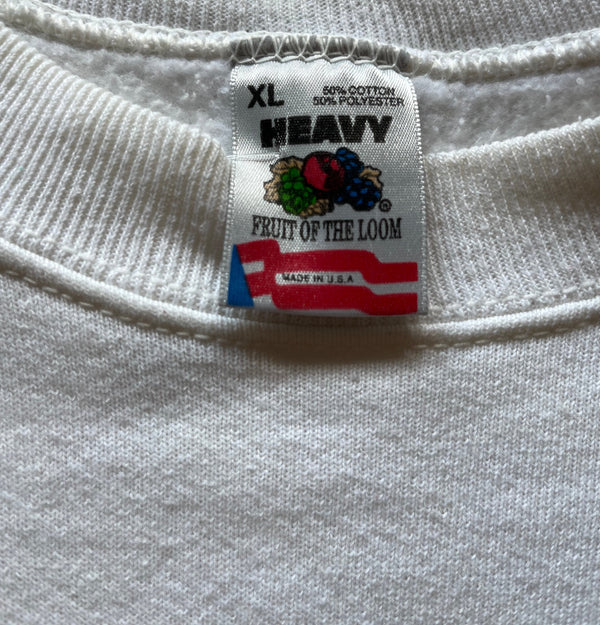 XL
50% COTTON
50% POLYESTER
HEAVY
®
FRUIT OF THE LOOM
MADE IN U.S.A